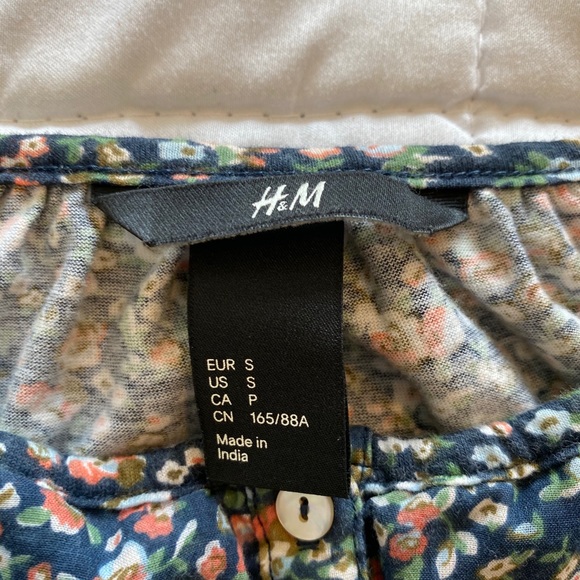 H&M
EUR S
US S
CA P
CN 165/88A
Made in
India